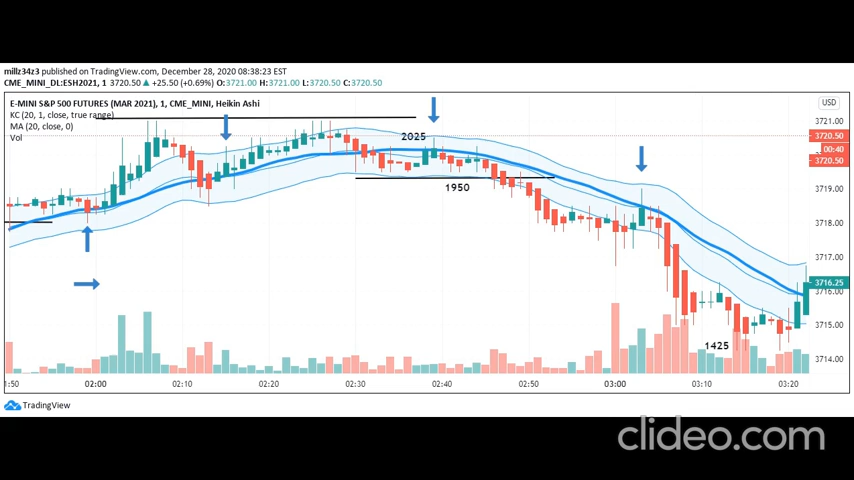 millz34z3 published on TradingView.com, December 28, 2020 08:38:23 EST
CME_MINI_DL:ESH2021, 1 3720.50 ▲ +25.50 (+0.69%) O:3721.00 H:3721.00 L:3720.50 C:3720.50
E-MINI S&P 500 FUTURES (MAR 2021), 1, CME_MINI, Heikin Ashi
KC (20, 1, close, true range)
MA (20, close, 0)
Vol
USD
3721.00
3720.50
00:40
3720.50
3719.00
3718.00
3717.00
3716.25
3716.00
3715.00
3714.00
2025
1950
1425
1:50 02:00 02:10 02:20 02:30 02:40 02:50 03:00 03:10 03:20
TradingView
clideo.com